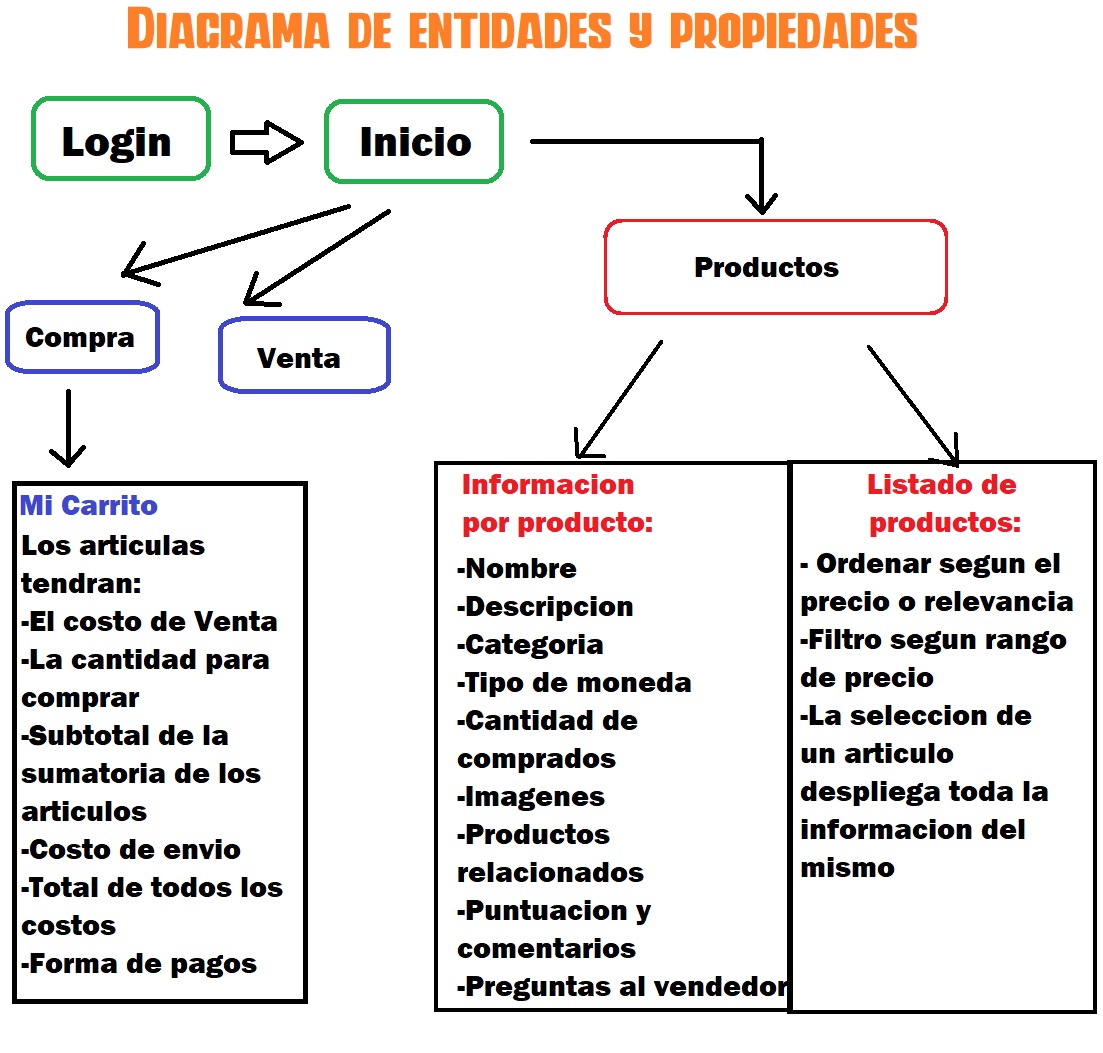 DIAGRAMA DE ENTIDADES Y PROPIEDADES
Login
Inicio
Productos
Compra
Venta
Mi Carrito
Los articulas
tendran:
-El costo de Venta
-La cantidad para
comprar
-Subtotal de la
sumatoria de los
articulos
-Costo de envio
-Total de todos los
costos
-Forma de pagos
Informacion
por producto:
-Nombre
-Descripcion
-Categoria
-Tipo de moneda
-Cantidad de
comprados
-Imagenes
-Productos
relacionados
-Puntuacion y
comentarios
-Preguntas al vendedor
Listado de
productos:
- Ordenar segun el
precio o relevancia
-Filtro segun rango
de precio
-La seleccion de
un articulo
despliega toda la
informacion del
mismo